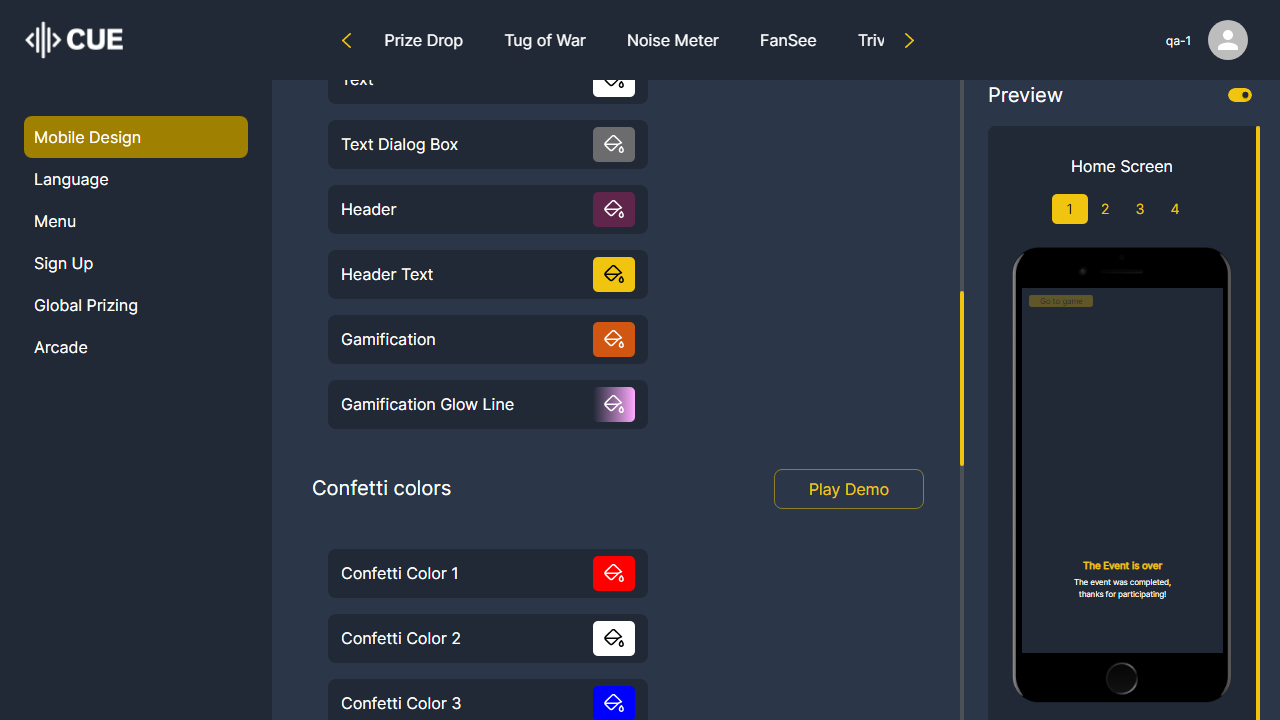 CUE
Prize Drop
Tug of War
Noise Meter
FanSee
Triv
qa-1
Mobile Design
Language
Menu
Sign Up
Global Prizing
Arcade
Text
Text Dialog Box
Header
Header Text
Gamification
Gamification Glow Line
Confetti colors
Play Demo
Confetti Color 1
Confetti Color 2
Confetti Color 3
Preview
Home Screen
1 2 3 4
Go to game
The Event is over
The event was completed,
thanks for participating!